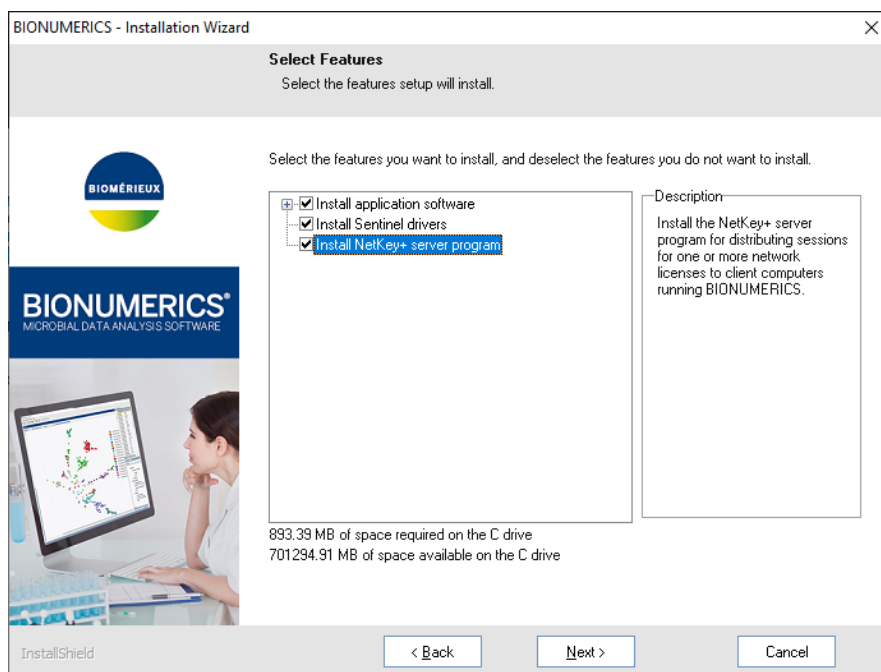 BIONUMERICS - Installation Wizard
Select Features
Select the features setup will install.
BIOMÉRIEUX
BIONUMERICS®
MICROBIAL DATA ANALYSIS SOFTWARE
Select the features you want to install, and deselect the features you do not want to install.
Install application software
Install Sentinel drivers
Install NetKey+ server program
Description
Install the NetKey+ server
program for distributing sessions
for one or more network
licenses to client computers
running BIONUMERICS.
893.39 MB of space required on the C drive
701294.91 MB of space available on the C drive
InstallShield
< Back
Next >
Cancel